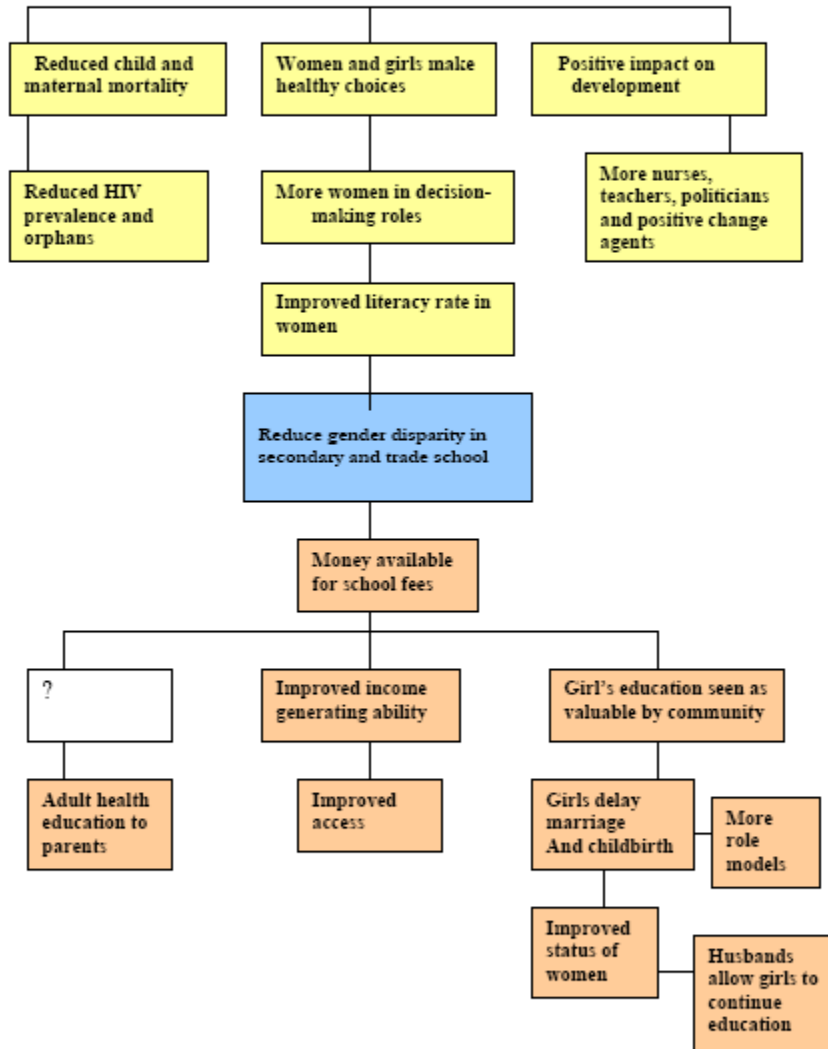 Reduced child and
maternal mortality
Women and girls make
healthy choices
Positive impact on
development
Reduced HIV
prevalence and
orphans
More women in decision-
making roles
More nurses,
teachers, politicians
and positive change
agents
Improved literacy rate in
women
Reduce gender disparity in
secondary and trade school
Money available
for school fees
?
Improved income
generating ability
Girl's education seen as
valuable by community
Adult health
education to
parents
Improved
access
Girls delay
marriage
And childbirth
More
role
models
Improved
status of
women
Husbands
allow girls to
continue
education